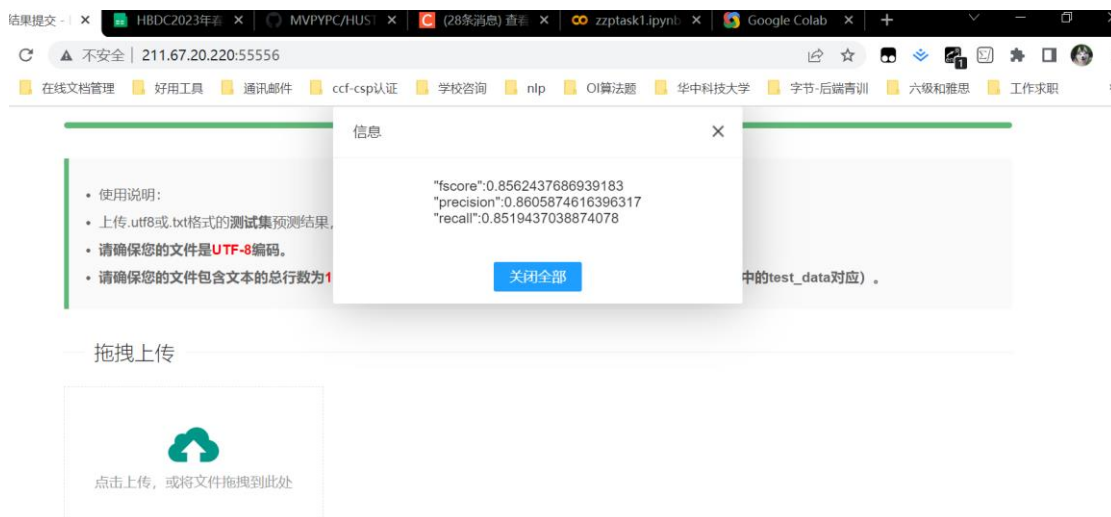 结果提交 -
HBDC2023年春
MVPYPC/HUST
(28条消息) 查看
zzptask1.ipynb
Google Colab
不安全 | 211.67.20.220:55556
在线文档管理
好用工具
通讯邮件
ccf-csp认证
学校咨询
nlp
OI算法题
华中科技大学
字节-后端青训
六级和雅思
工作求职
信息
"fscore":0.8562437686939183
"precision":0.8605874616396317
"recall":0.8519437038874078
关闭全部
• 使用说明:
• 上传.utf8或.txt格式的测试集预测结果,
• 请确保您的文件是UTF-8编码。
• 请确保您的文件包含文本的总行数为1 中的test_data对应）。
拖拽上传
点击上传，或将文件拖拽到此处